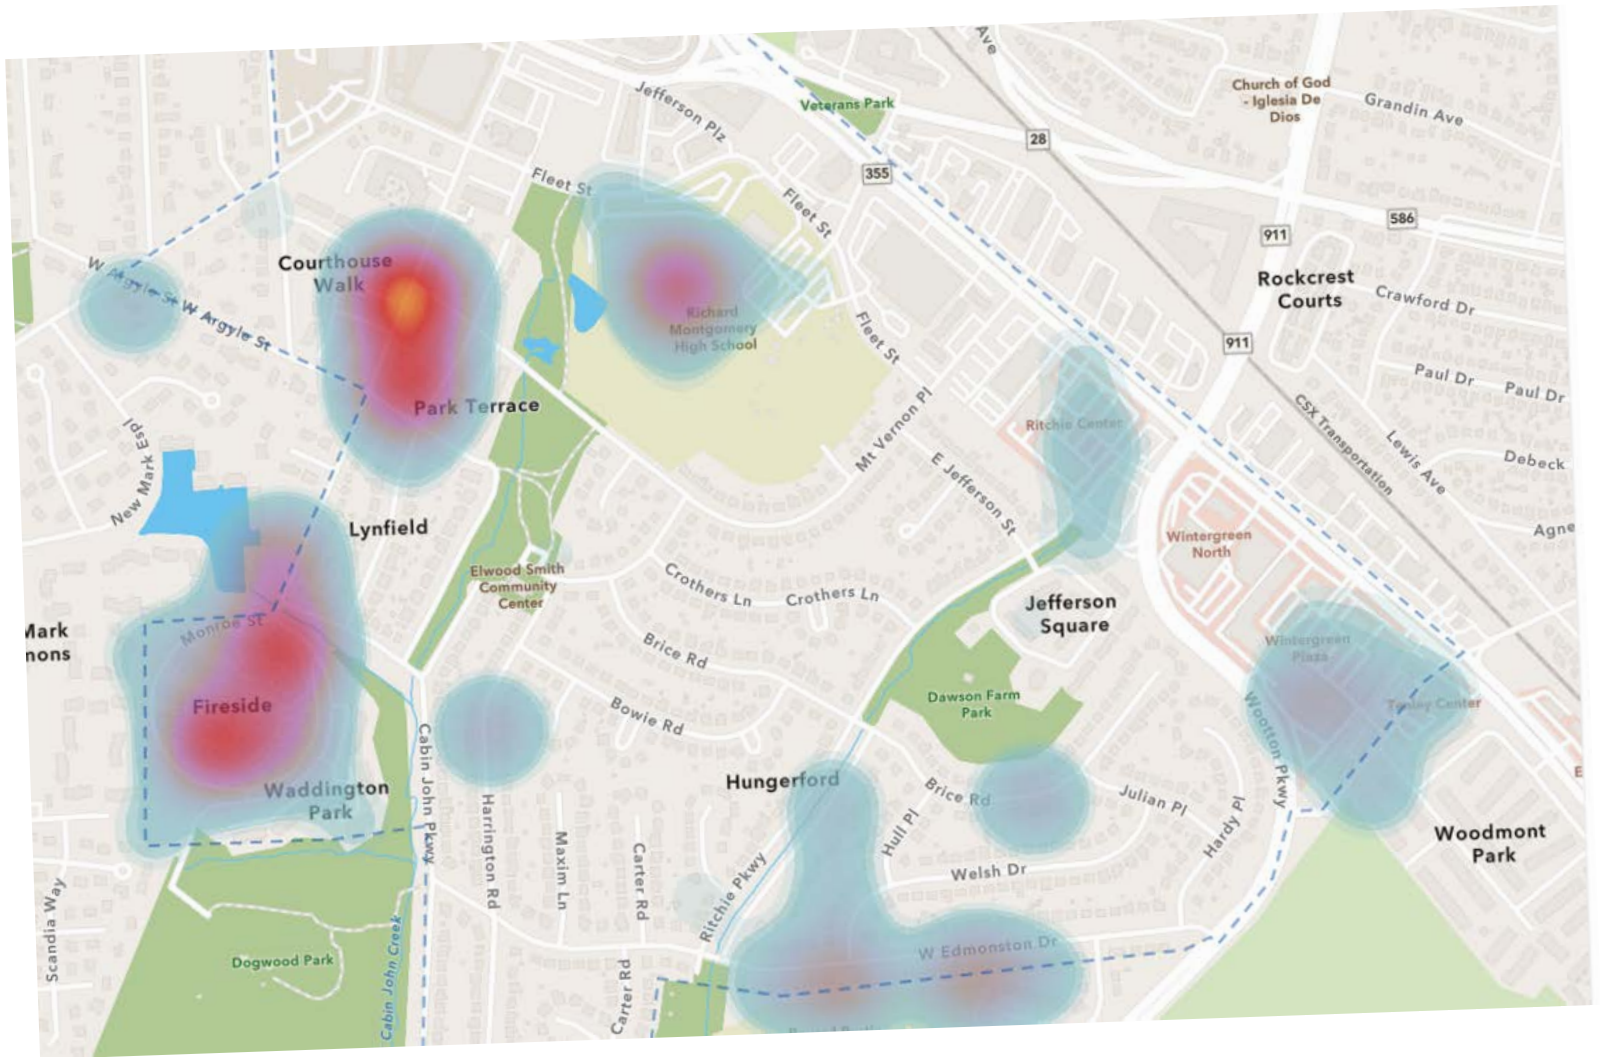 Ave
Jefferson Plz
Veterans Park
Church of God
- Iglesia De
Dios
Grandin Ave
28
355
Fleet St
Fleet St
586
911
Courthouse
Walk
W Argyle St
W Argyle St
Rockcrest
Courts
Crawford Dr
Richard
Montgomery
High School
Fleet St
911
Paul Dr
Paul Dr
Park Terrace
Mt Vernon Pl
Ritchie Center
CSX Transportation
Lewis Ave
Debeck
New Mark Espl
E Jefferson St
Lynfield
Agne
Wintergreen
North
Elwood Smith
Community
Center
Crothers Ln
Crothers Ln
Jefferson
Square
Mark
mons
Monroe St
Brice Rd
Wintergreen
Plaza
Fireside
Dawson Farm
Park
Tenley Center
Bowie Rd
Wootton Pkwy
Cabin John Pkwy
Waddington
Park
Hungerford
Brice Rd
Julian Pl
Hull Pl
Hardy Pl
Woodmont
Park
Harrington Rd
Maxim Ln
Carter Rd
Ritchie Pkwy
Welsh Dr
Scandia Way
W Edmonston Dr
Dogwood Park
Cabin John Creek
Carter Rd